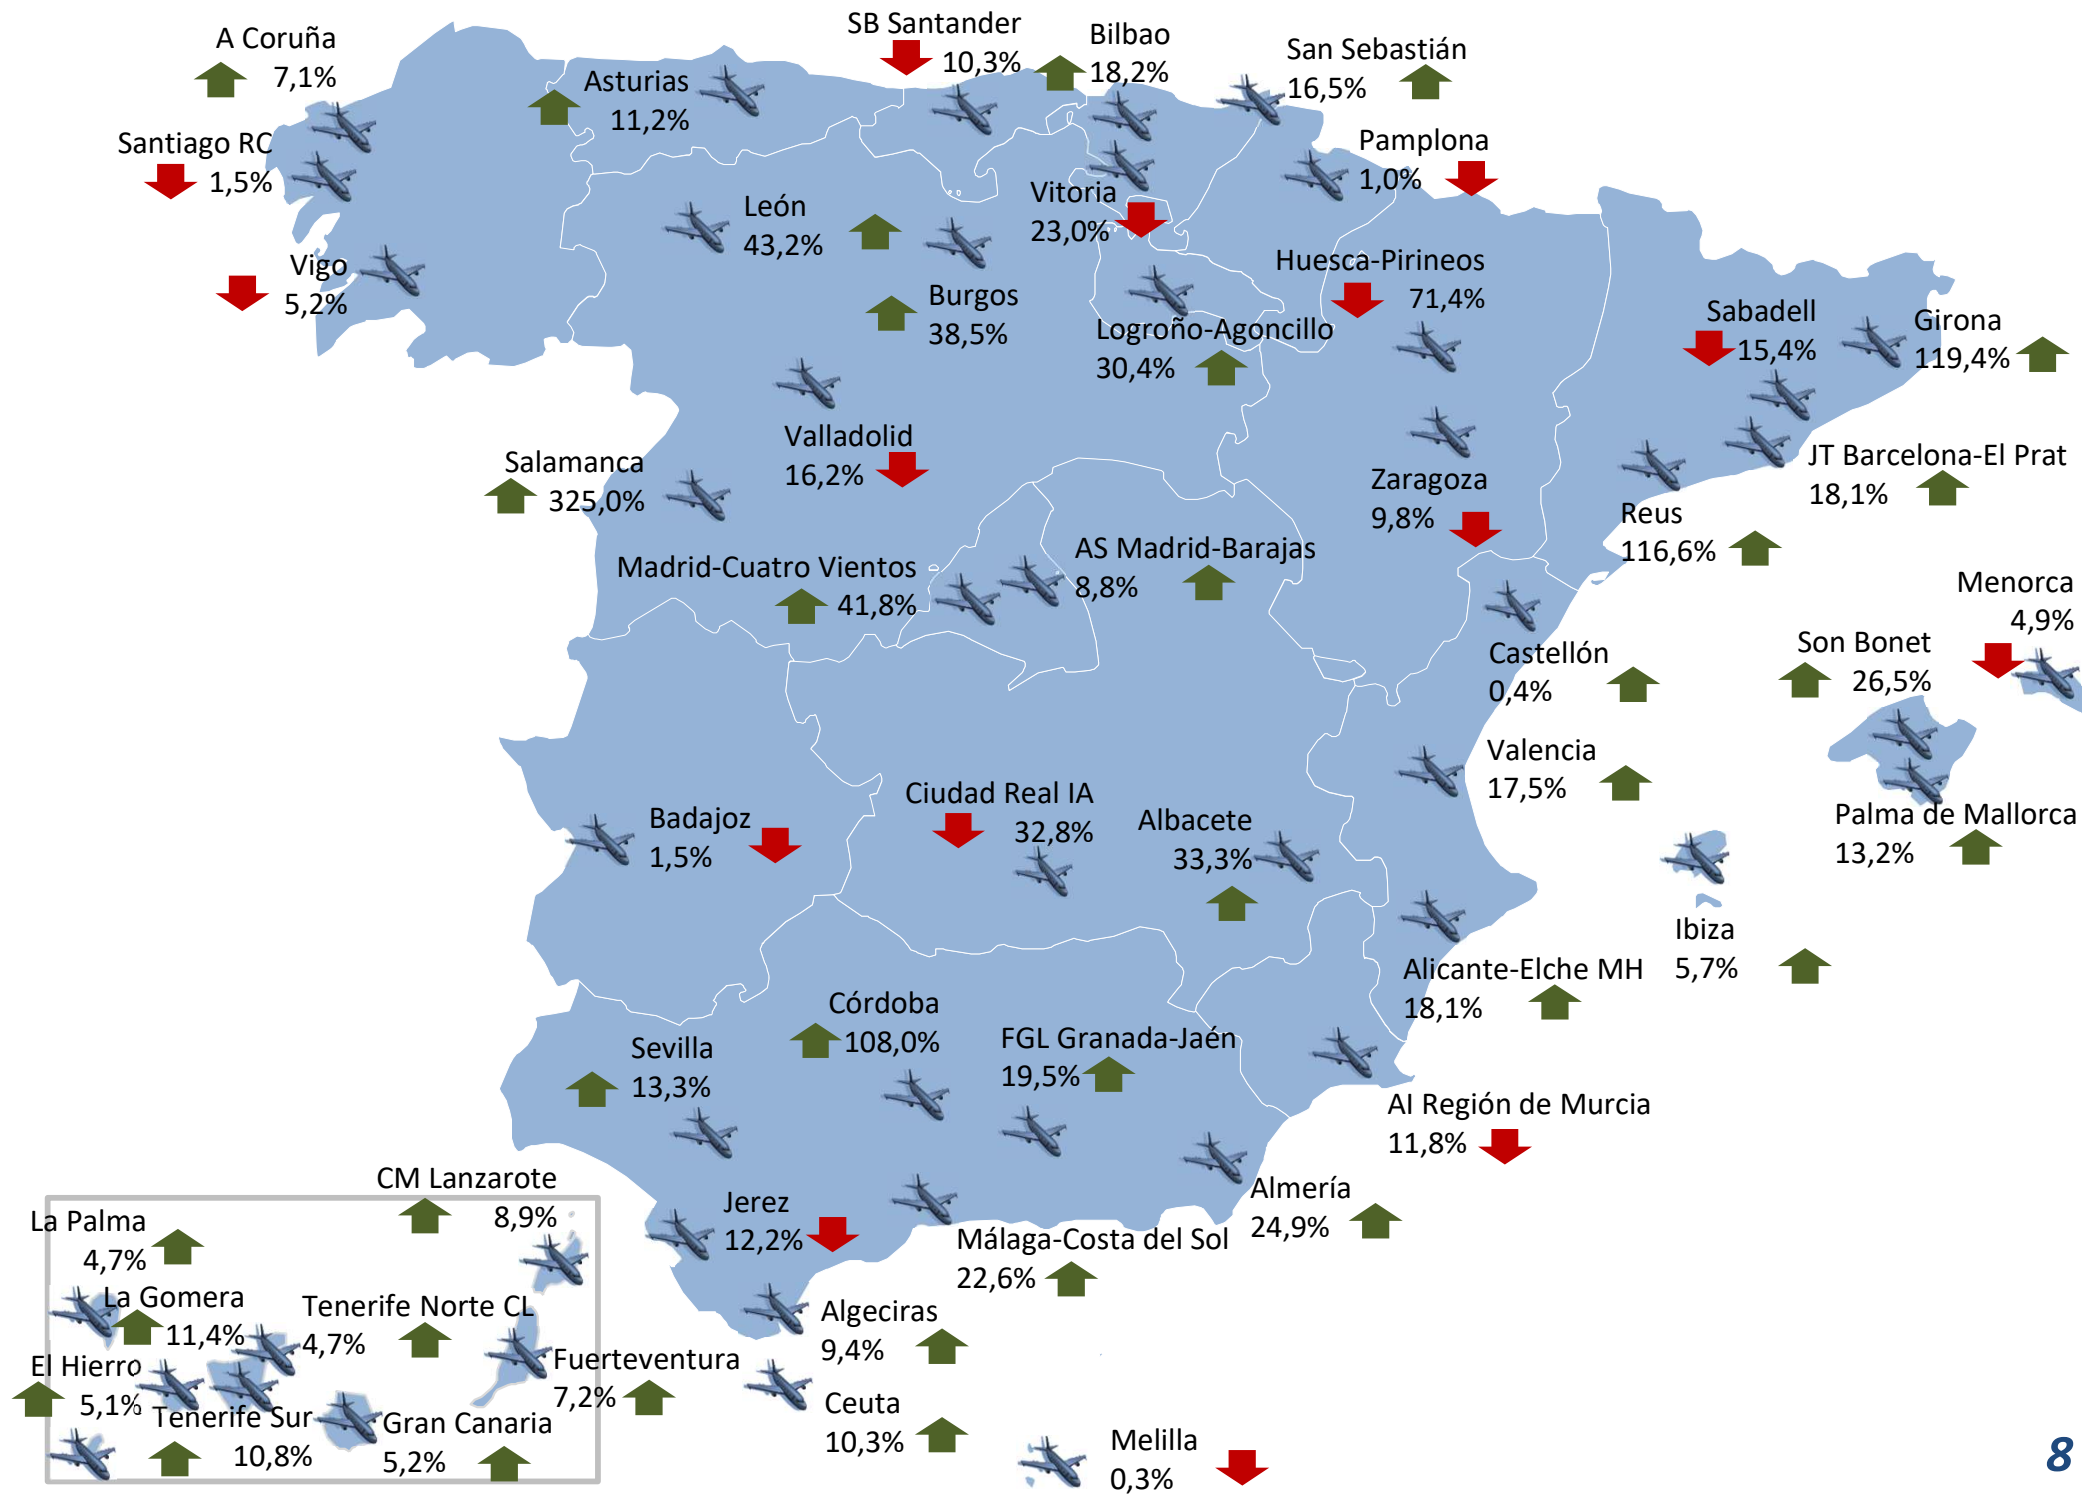 SB Santander
10,3%
Bilbao
18,2%
A Coruña
7,1%
San Sebastián
16,5%
Asturias
11,2%
Santiago RC
1,5%
Pamplona
1,0%
Vitoria
23,0%
León
43,2%
Vigo
5,2%
Huesca-Pirineos
71,4%
Burgos
38,5%
Logroño-Agoncillo
30,4%
Sabadell
15,4%
Girona
119,4%
Valladolid
16,2%
Salamanca
325,0%
JT Barcelona-El Prat
18,1%
Zaragoza
9,8%
Reus
116,6%
AS Madrid-Barajas
8,8%
Madrid-Cuatro Vientos
41,8%
Menorca
4,9%
Son Bonet
26,5%
Castellón
0,4%
Valencia
17,5%
Ciudad Real IA
32,8%
Badajoz
1,5%
Albacete
33,3%
Palma de Mallorca
13,2%
Ibiza
5,7%
Alicante-Elche MH
18,1%
Córdoba
108,0%
FGL Granada-Jaén
19,5%
Sevilla
13,3%
AI Región de Murcia
11,8%
CM Lanzarote
8,9%
Almería
24,9%
Jerez
12,2%
La Palma
4,7%
Málaga-Costa del Sol
22,6%
La Gomera
11,4%
Tenerife Norte CL
4,7%
Algeciras
9,4%
El Hierro
5,1%
Fuerteventura
7,2%
Tenerife Sur
10,8%
Gran Canaria
5,2%
Ceuta
10,3%
Melilla
0,3%
8